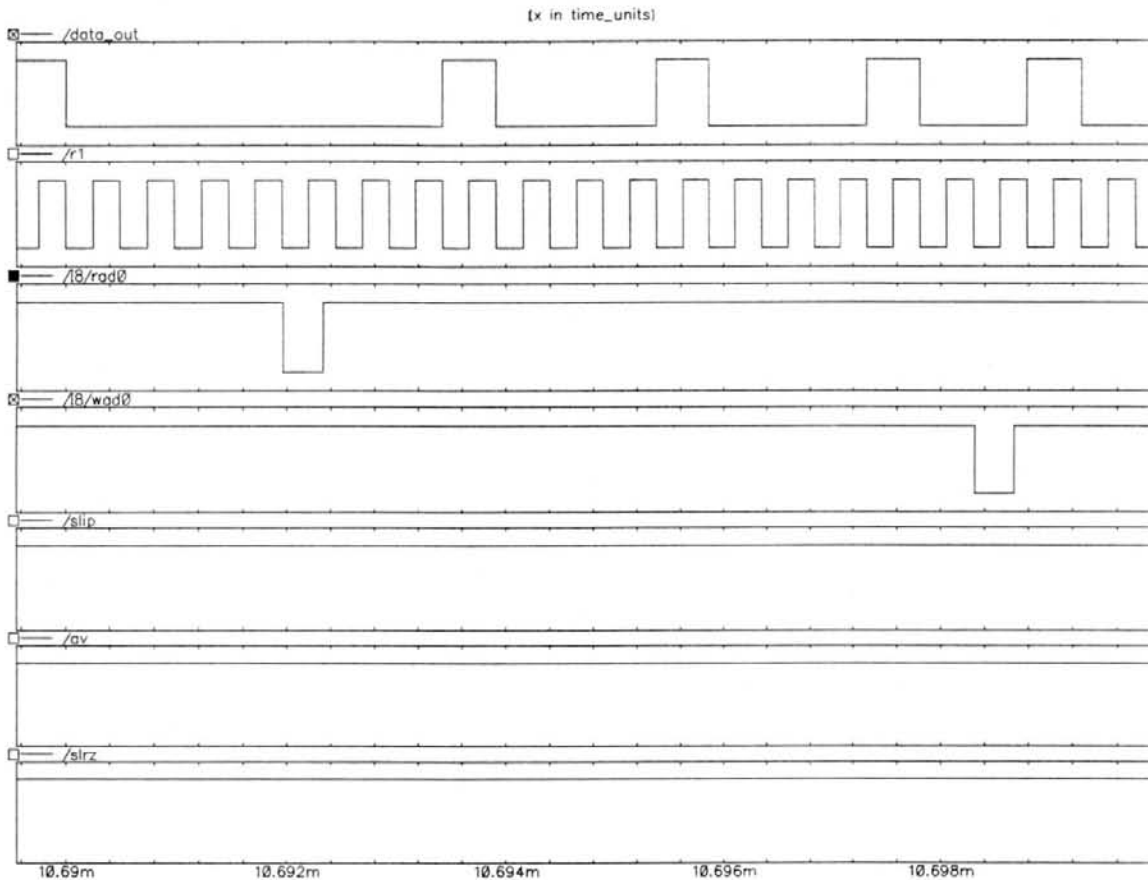 (x in time_units)
/data_out
/r1
/I8/rad0
/I8/wad0
/slip
/av
/slrz
10.69m 10.692m 10.694m 10.696m 10.698m